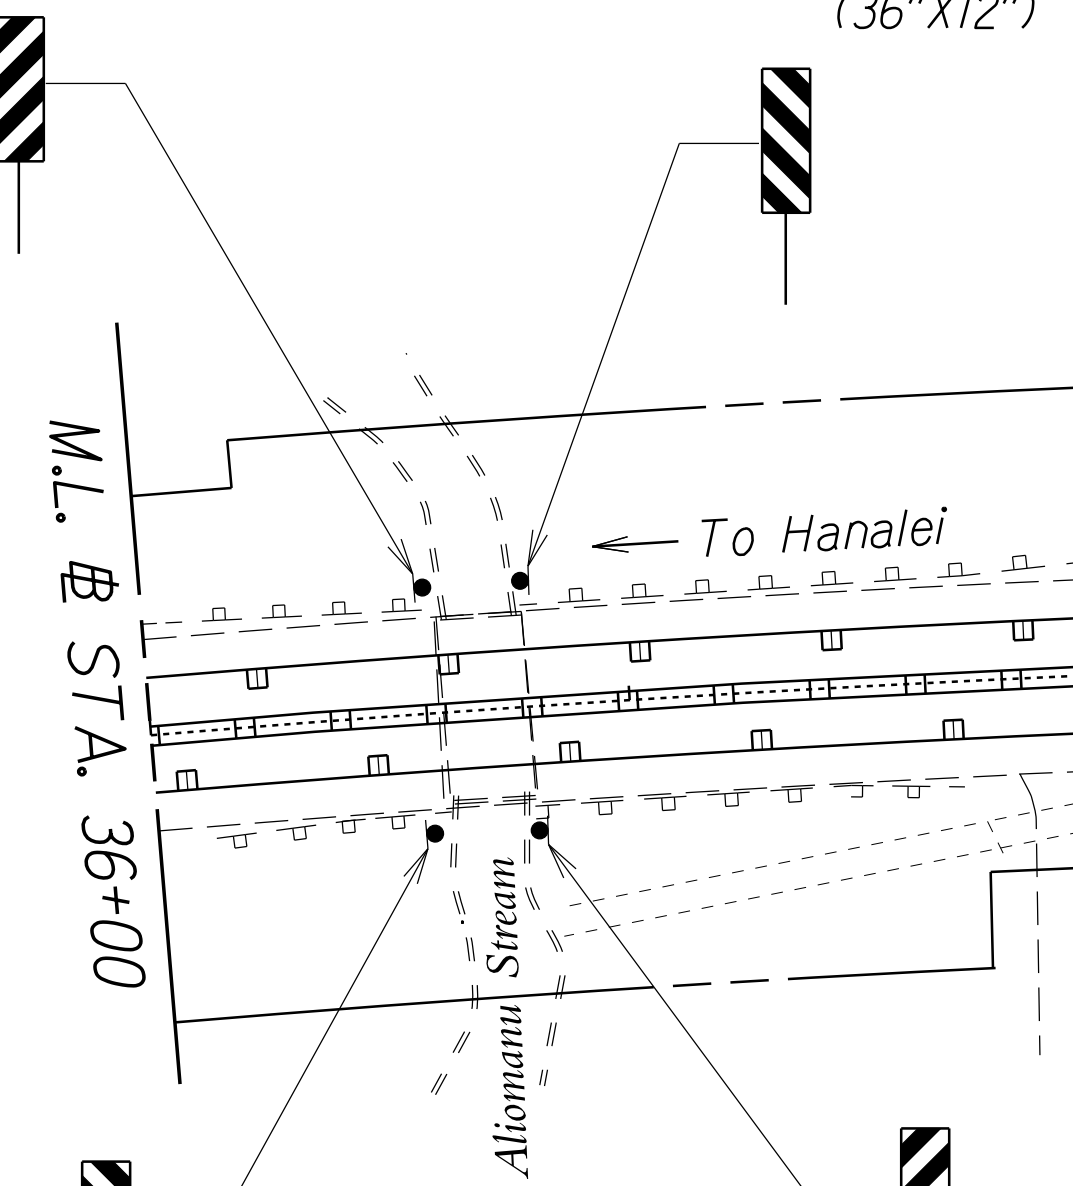 (36"X12")
To Hanalei
M.L. ℄ STA. 36+00
Aliomanu Stream